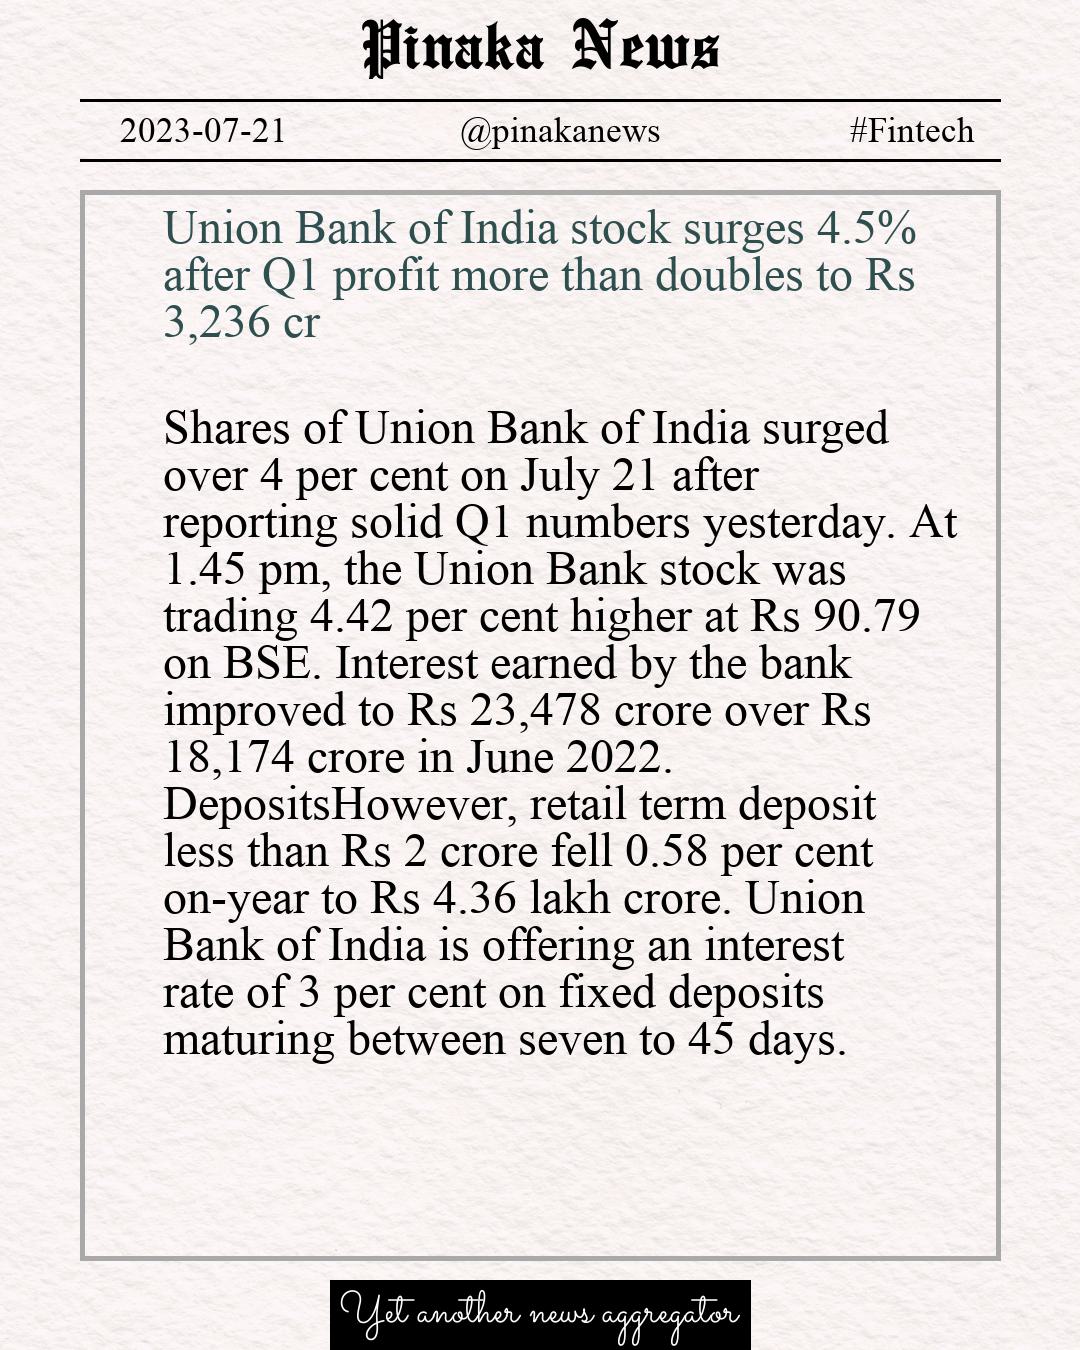 Pinaka News
2023-07-21 @pinakanews #Fintech
Union Bank of India stock surges 4.5%
after Q1 profit more than doubles to Rs
3,236 cr
Shares of Union Bank of India surged
over 4 per cent on July 21 after
reporting solid Q1 numbers yesterday. At
1.45 pm, the Union Bank stock was
trading 4.42 per cent higher at Rs 90.79
on BSE. Interest earned by the bank
improved to Rs 23,478 crore over Rs
18,174 crore in June 2022.
DepositsHowever, retail term deposit
less than Rs 2 crore fell 0.58 per cent
on-year to Rs 4.36 lakh crore. Union
Bank of India is offering an interest
rate of 3 per cent on fixed deposits
maturing between seven to 45 days.
Yet another news aggregator